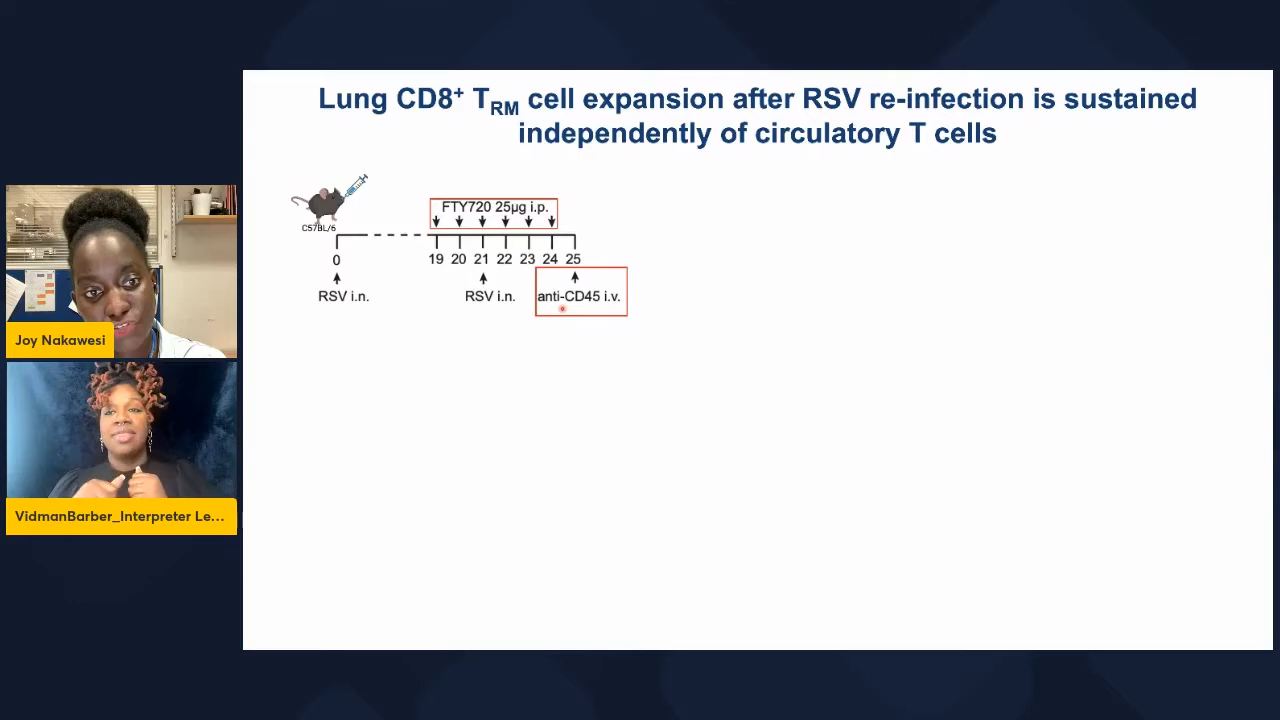 Lung CD8⁺ T_RM cell expansion after RSV re-infection is sustained
independently of circulatory T cells
FTY720 25µg i.p.
C57BL/6
0 19 20 21 22 23 24 25
RSV i.n. RSV i.n. anti-CD45 i.v.
Joy Nakawesi
VidmanBarber_Interpreter Le...